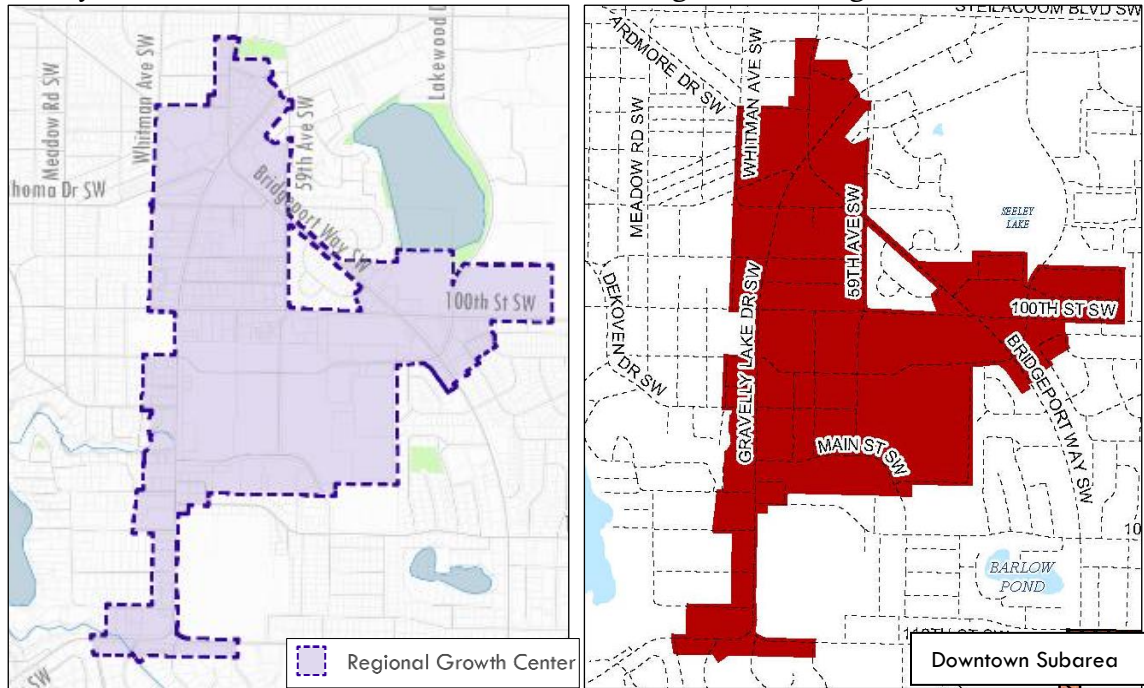 Meadow Rd SW
Whitman Ave SW
59th Ave SW
Lakewood D
homa Dr SW
Bridgeport Way SW
100th St SW
SW
Regional Growth Center
STEILACOOM BLVD SW
ARDMORE DR SW
WHITMAN AVE SW
MEADOW RD SW
SEELEY
LAKE
59TH AVE SW
DEKOVEN DR SW
GRAVELLY LAKE DR SW
100TH ST SW
BRIDGEPORT WAY SW
MAIN ST SW
10
BARLOW
POND
Downtown Subarea